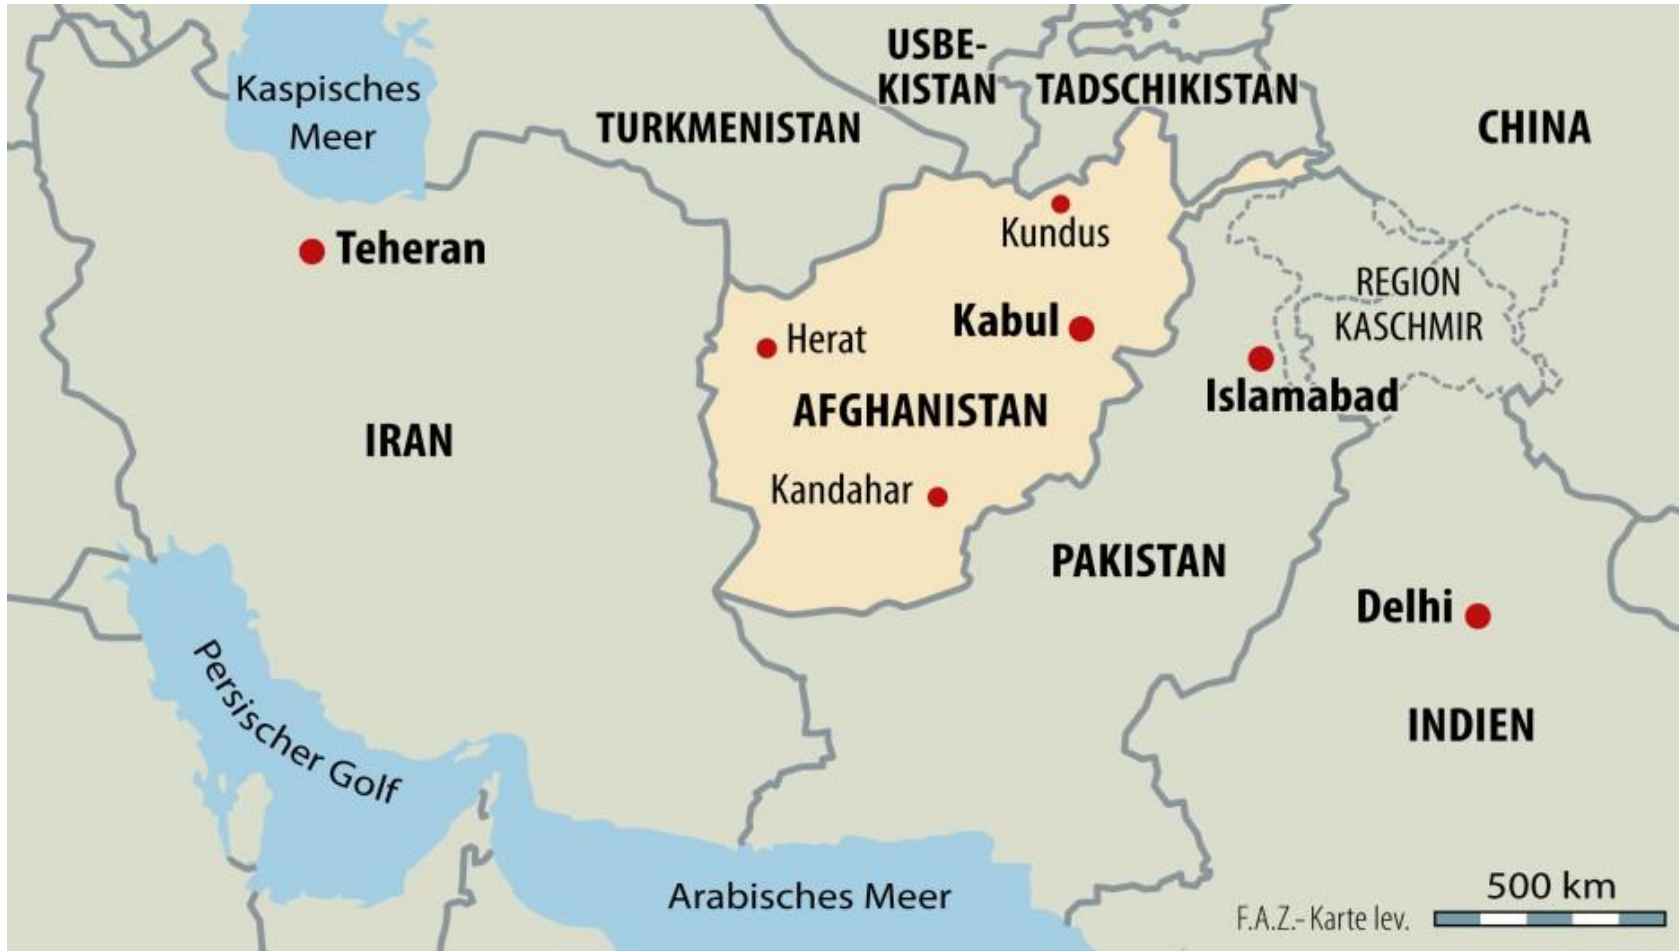 USBE-
KISTAN
TADSCHIKISTAN
Kaspisches
Meer
TURKMENISTAN
CHINA
Kundus
Teheran
REGION
KASCHMIR
Herat
Kabul
Islamabad
AFGHANISTAN
IRAN
Kandahar
PAKISTAN
Delhi
Persischer Golf
INDIEN
Arabisches Meer
500 km
F.A.Z.- Karte lev.